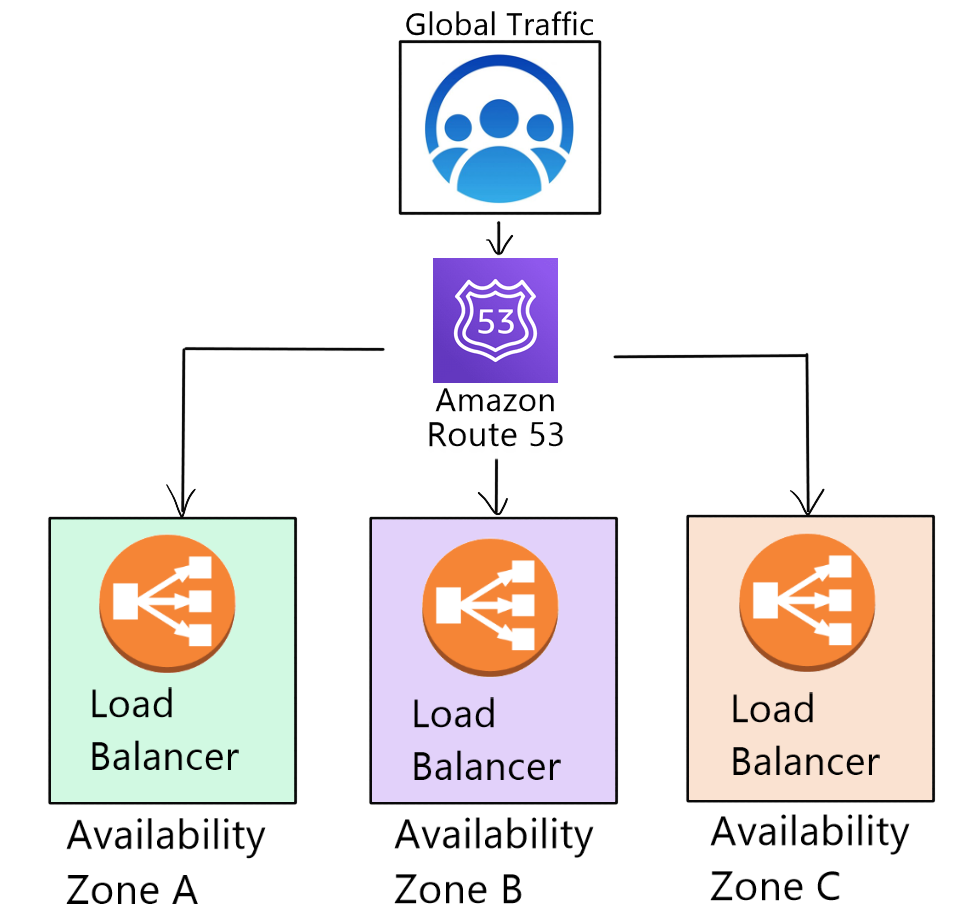 Global Traffic
53
Amazon
Route 53
Load
Balancer
Availability
Zone A
Load
Balancer
Availability
Zone B
Load
Balancer
Availability
Zone C